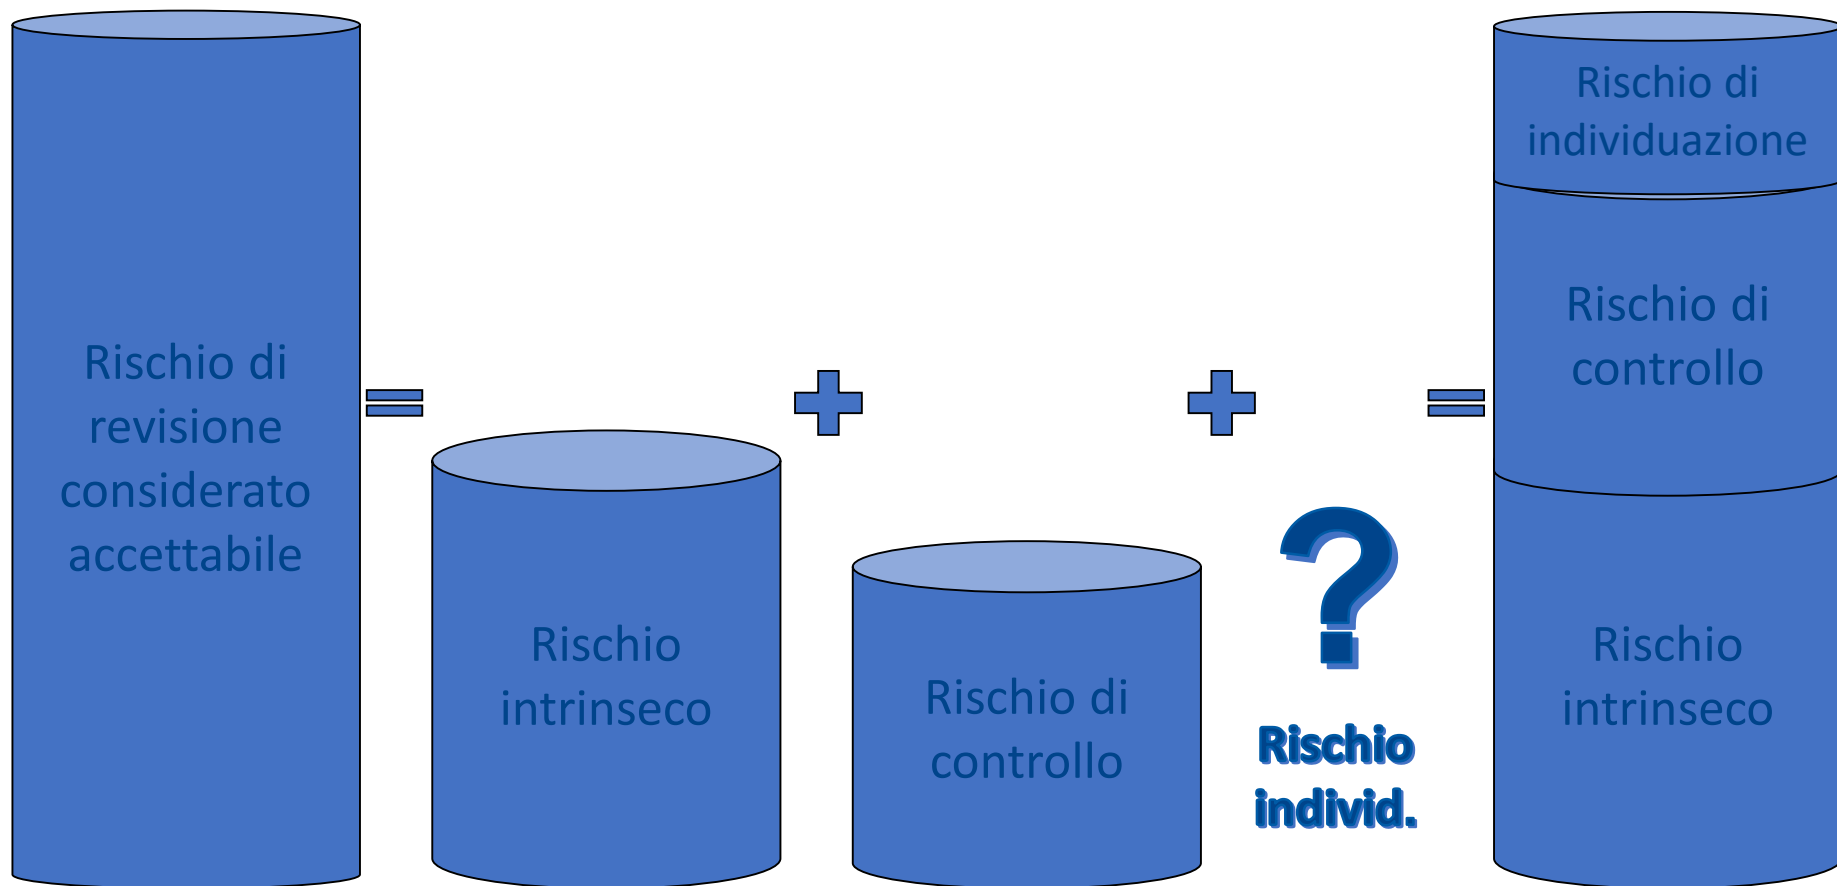 Rischio di
revisione
considerato
accettabile
=
Rischio
intrinseco
+
Rischio di
controllo
+
?
Rischio
individ.
=
Rischio di
individuazione
Rischio di
controllo
Rischio
intrinseco